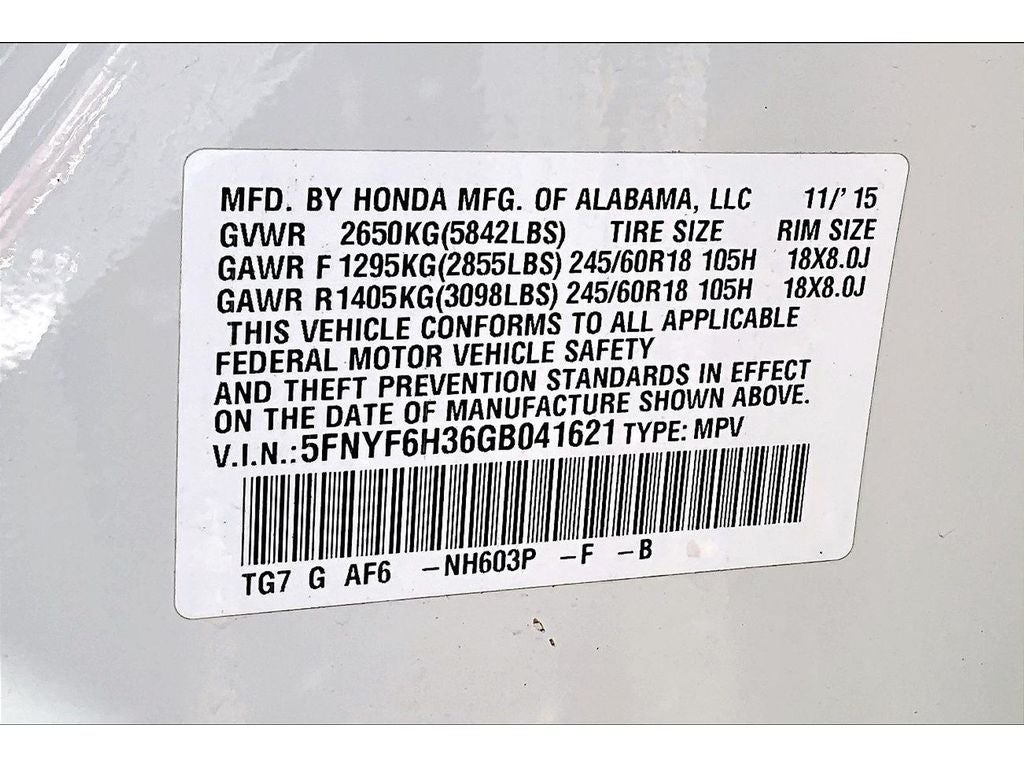 MFD. BY HONDA MFG. OF ALABAMA, LLC 11/'15
GVWR 2650KG(5842LBS) TIRE SIZE RIM SIZE
GAWR F 1295KG(2855LBS) 245/60R18 105H 18X8.0J
GAWR R1405KG(3098LBS) 245/60R18 105H 18X8.0J
THIS VEHICLE CONFORMS TO ALL APPLICABLE
FEDERAL MOTOR VEHICLE SAFETY
AND THEFT PREVENTION STANDARDS IN EFFECT
ON THE DATE OF MANUFACTURE SHOWN ABOVE.
V.I.N.:5FNYF6H36GB041621 TYPE: MPV
TG7 G AF6 -NH603P -F -B